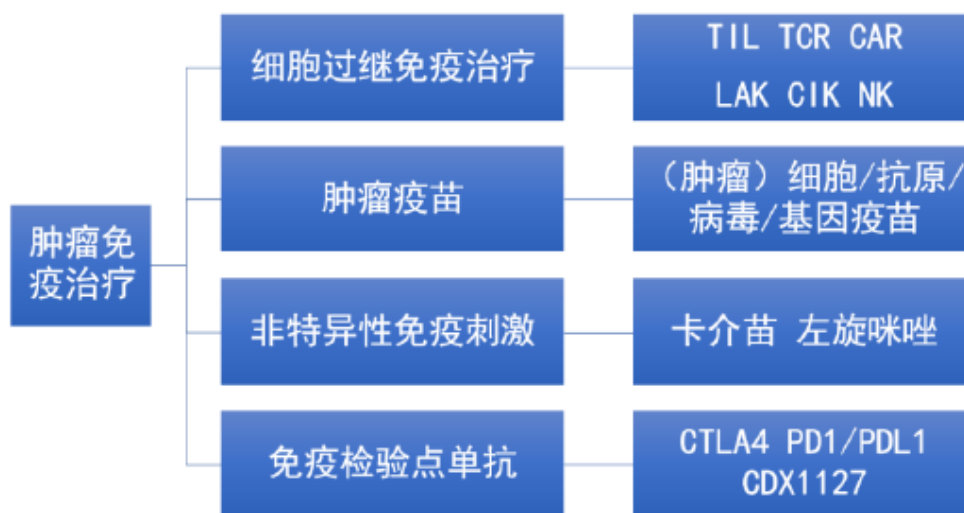 肿瘤免
疫治疗
细胞过继免疫治疗
TIL TCR CAR
LAK CIK NK
肿瘤疫苗
（肿瘤）细胞/抗原/
病毒/基因疫苗
非特异性免疫刺激
卡介苗 左旋咪唑
免疫检验点单抗
CTLA4 PD1/PDL1
CDX1127